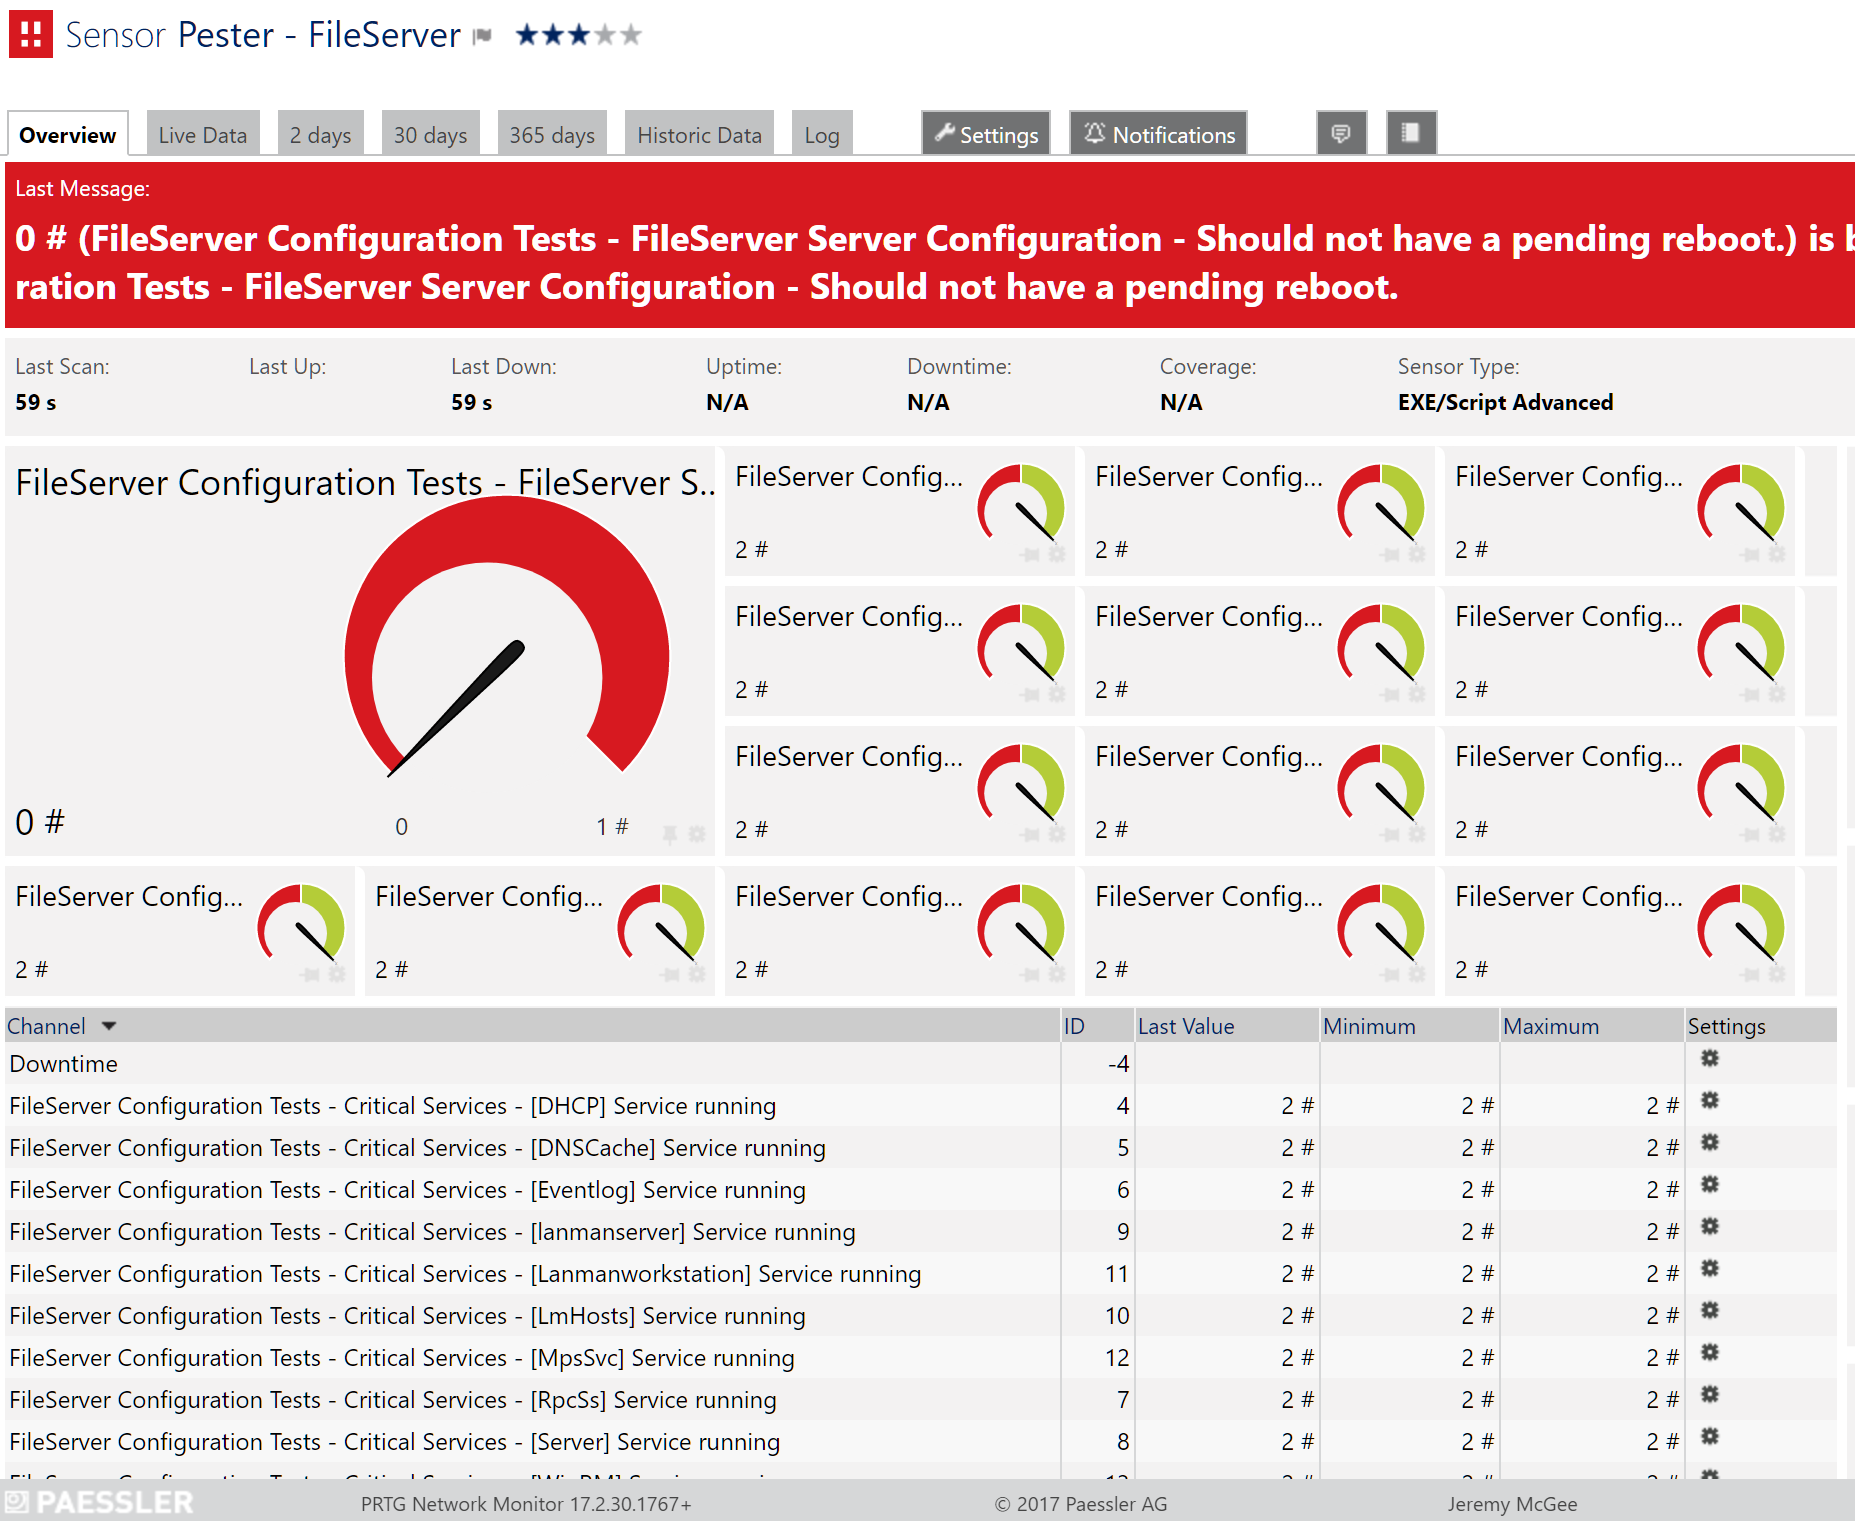 Sensor Pester - FileServer
Overview Live Data 2 days 30 days 365 days Historic Data Log Settings Notifications
Last Message:
0 # (FileServer Configuration Tests - FileServer Server Configuration - Should not have a pending reboot.) is
ration Tests - FileServer Server Configuration - Should not have a pending reboot.
Last Scan: Last Up: Last Down: Uptime: Downtime: Coverage: Sensor Type:
59 s 59 s N/A N/A N/A EXE/Script Advanced
FileServer Configuration Tests - FileServer S..
0 # 0 1 #
FileServer Config... FileServer Config... FileServer Config...
2 # 2 # 2 #
FileServer Config... FileServer Config... FileServer Config...
2 # 2 # 2 #
FileServer Config... FileServer Config... FileServer Config...
2 # 2 # 2 #
FileServer Config... FileServer Config... FileServer Config... FileServer Config... FileServer Config...
2 # 2 # 2 # 2 # 2 #
Channel ID Last Value Minimum Maximum Settings
Downtime -4
FileServer Configuration Tests - Critical Services - [DHCP] Service running 4 2 # 2 # 2 #
FileServer Configuration Tests - Critical Services - [DNSCache] Service running 5 2 # 2 # 2 #
FileServer Configuration Tests - Critical Services - [Eventlog] Service running 6 2 # 2 # 2 #
FileServer Configuration Tests - Critical Services - [lanmanserver] Service running 9 2 # 2 # 2 #
FileServer Configuration Tests - Critical Services - [Lanmanworkstation] Service running 11 2 # 2 # 2 #
FileServer Configuration Tests - Critical Services - [LmHosts] Service running 10 2 # 2 # 2 #
FileServer Configuration Tests - Critical Services - [MpsSvc] Service running 12 2 # 2 # 2 #
FileServer Configuration Tests - Critical Services - [RpcSs] Service running 7 2 # 2 # 2 #
FileServer Configuration Tests - Critical Services - [Server] Service running 8 2 # 2 # 2 #
PAESSLER PRTG Network Monitor 17.2.30.1767+ © 2017 Paessler AG Jeremy McGee